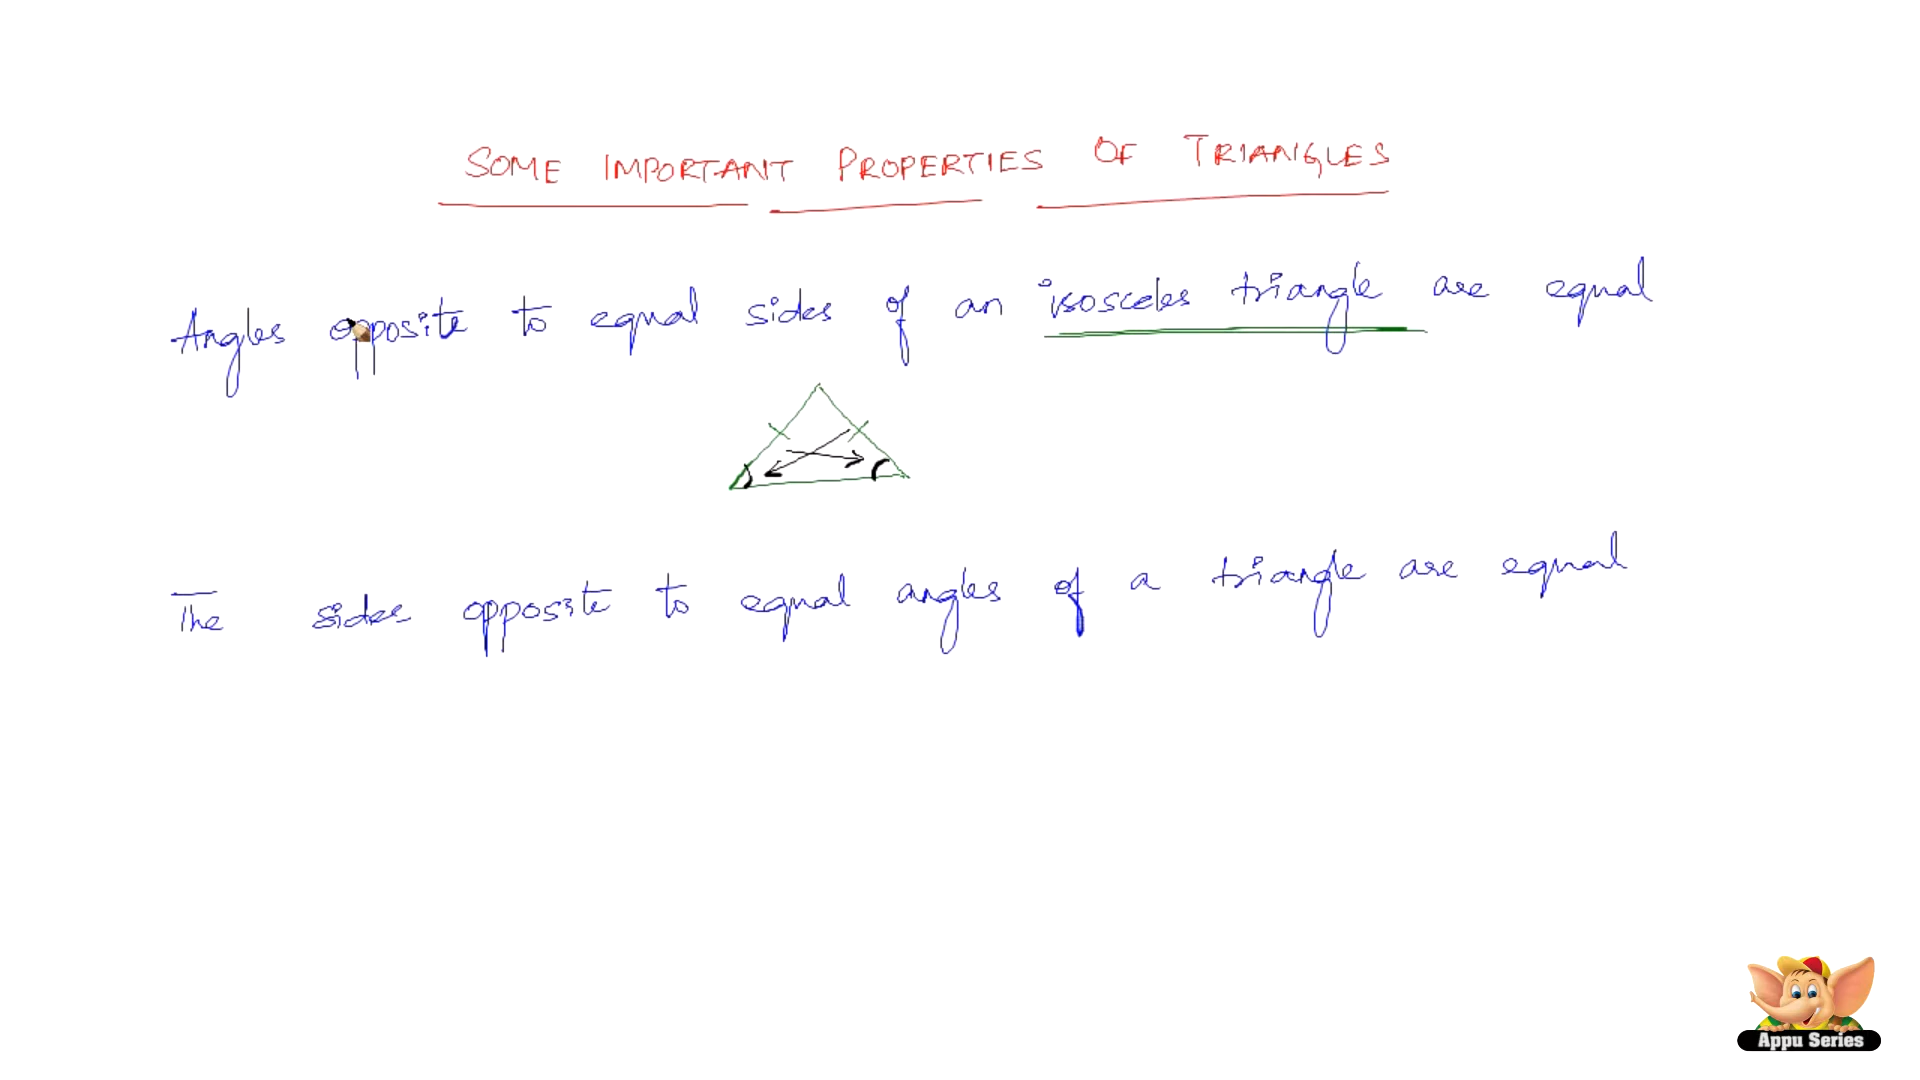 SOME IMPORTANT PROPERTIES OF TRIANGLES
Angles opposite to equal sides of an isosceles triangle are equal
The sides opposite to equal angles of a triangle are equal
Appu Series